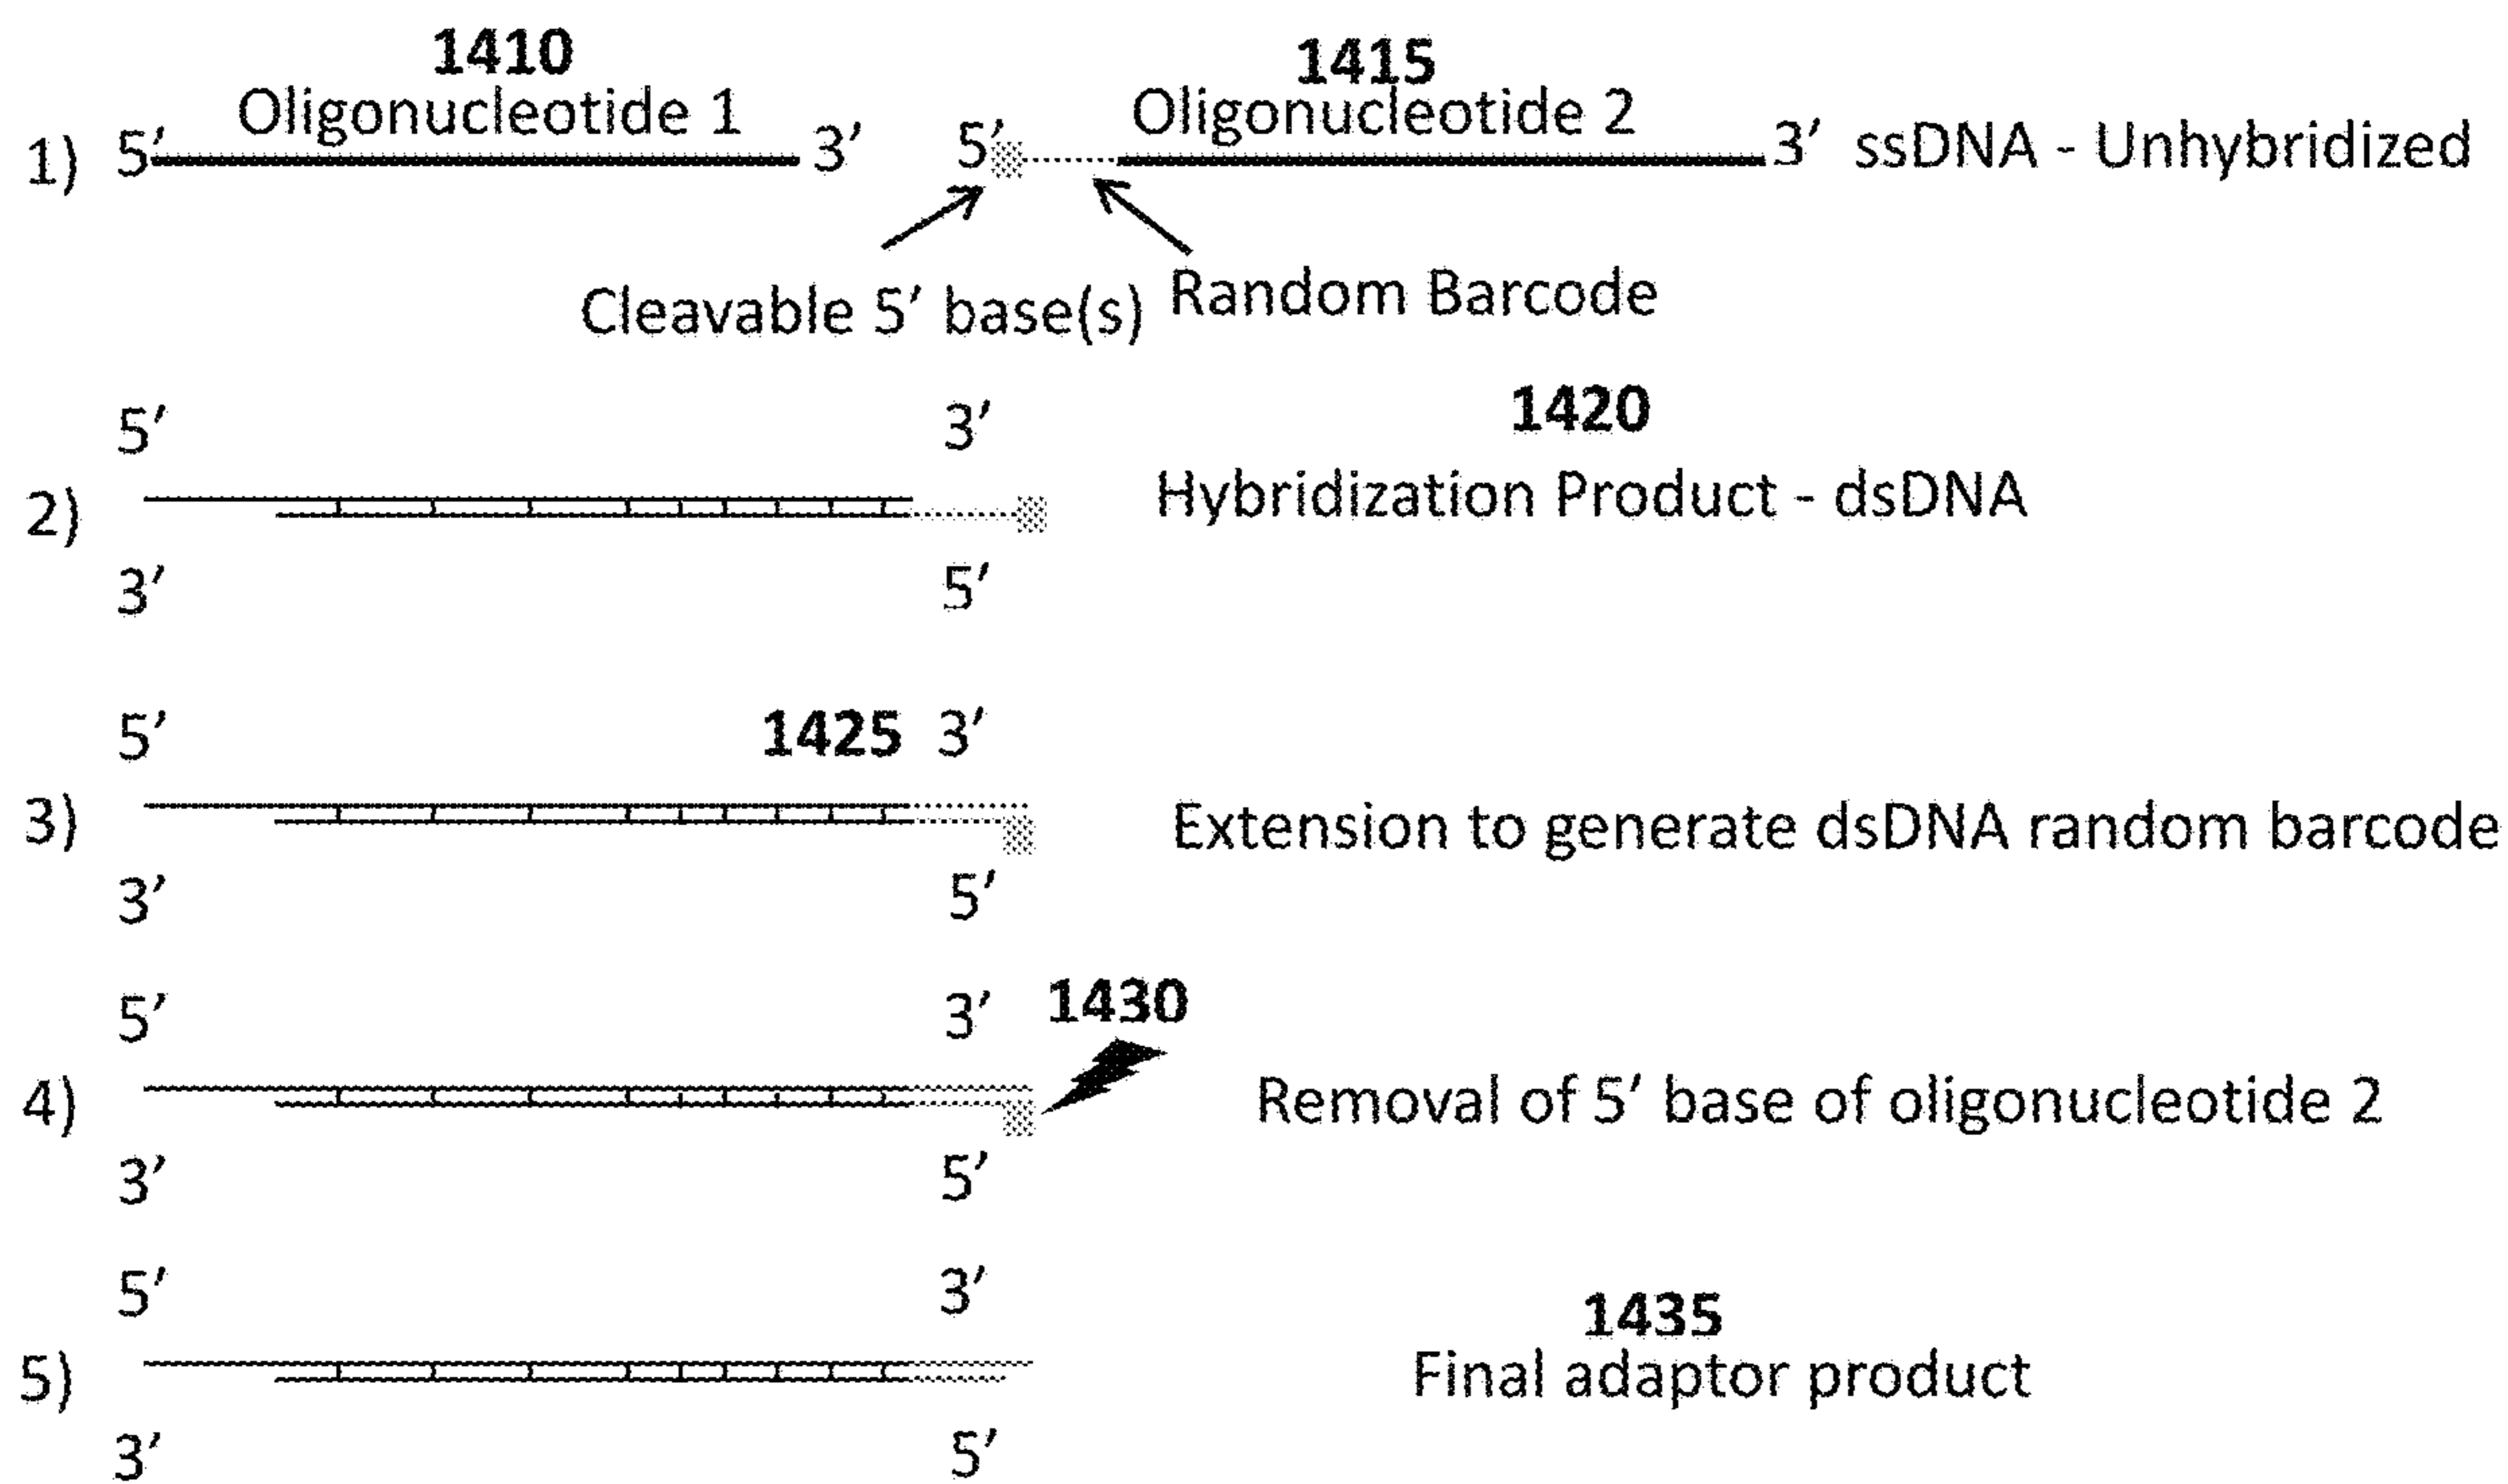 1410 1415
Oligonucleotide 1 Oligonucleotide 2
1) 5′ 3′ 5′ 3′ ssDNA - Unhybridized
Cleavable 5′ base(s) Random Barcode
5′ 3′ 1420
2) Hybridization Product - dsDNA
3′ 5′
5′ 1425 3′
3) Extension to generate dsDNA random barcode
3′ 5′
5′ 3′ 1430
4) Removal of 5′ base of oligonucleotide 2
3′ 5′
5′ 3′ 1435
5) Final adaptor product
3′ 5′